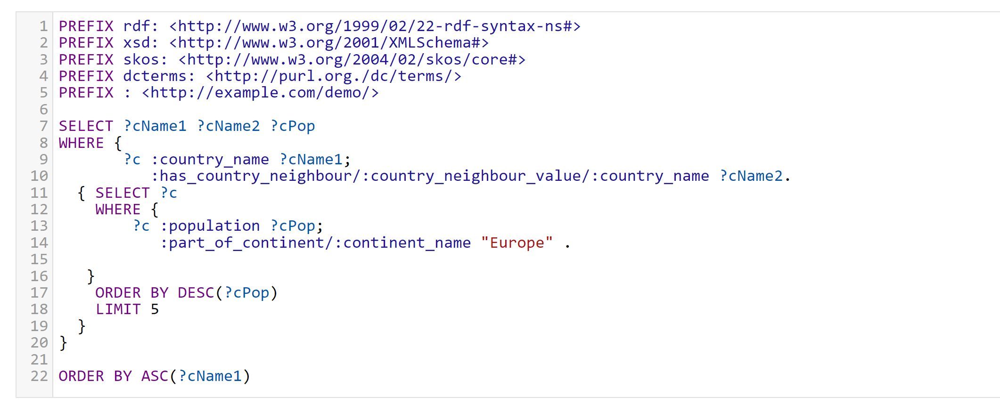 1 PREFIX rdf: <http://www.w3.org/1999/02/22-rdf-syntax-ns#>
2 PREFIX xsd: <http://www.w3.org/2001/XMLSchema#>
3 PREFIX skos: <http://www.w3.org/2004/02/skos/core#>
4 PREFIX dcterms: <http://purl.org./dc/terms/>
5 PREFIX : <http://example.com/demo/>
6
7 SELECT ?cName1 ?cName2 ?cPop
8 WHERE {
9 ?c :country_name ?cName1;
10 :has_country_neighbour/:country_neighbour_value/:country_name ?cName2.
11 { SELECT ?c
12 WHERE {
13 ?c :population ?cPop;
14 :part_of_continent/:continent_name "Europe" .
15
16 }
17 ORDER BY DESC(?cPop)
18 LIMIT 5
19 }
20 }
21
22 ORDER BY ASC(?cName1)